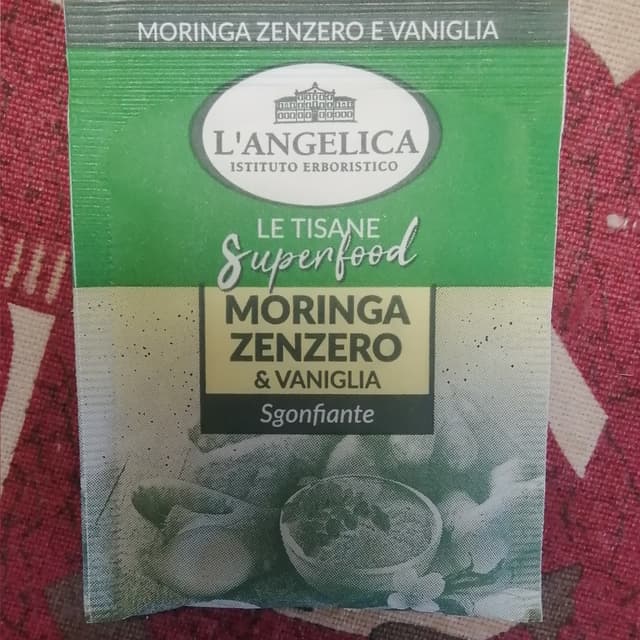 MORINGA ZENZERO E VANIGLIA
L'ANGELICA
ISTITUTO ERBORISTICO
LE TISANE
Superfood
MORINGA
ZENZERO
& VANIGLIA
Sgonfiante